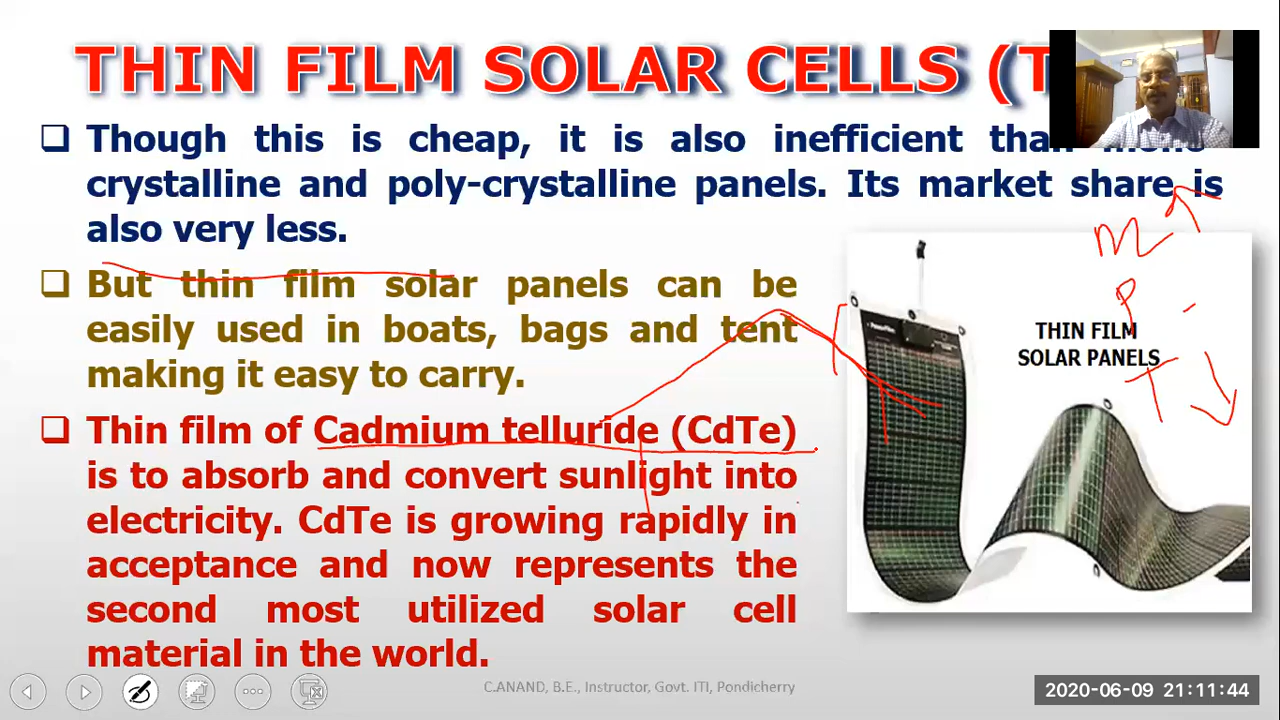 THIN FILM SOLAR CELLS (T
❑ Though this is cheap, it is also inefficient than mono-
crystalline and poly-crystalline panels. Its market share is
also very less.
❑ But thin film solar panels can be
easily used in boats, bags and tent
making it easy to carry.
❑ Thin film of Cadmium telluride (CdTe)
is to absorb and convert sunlight into
electricity. CdTe is growing rapidly in
acceptance and now represents the
second most utilized solar cell
material in the world.
M
P
THIN FILM
SOLAR PANELS
T
C.ANAND, B.E., Instructor, Govt. ITI, Pondicherry
2020-06-09 21:11:44